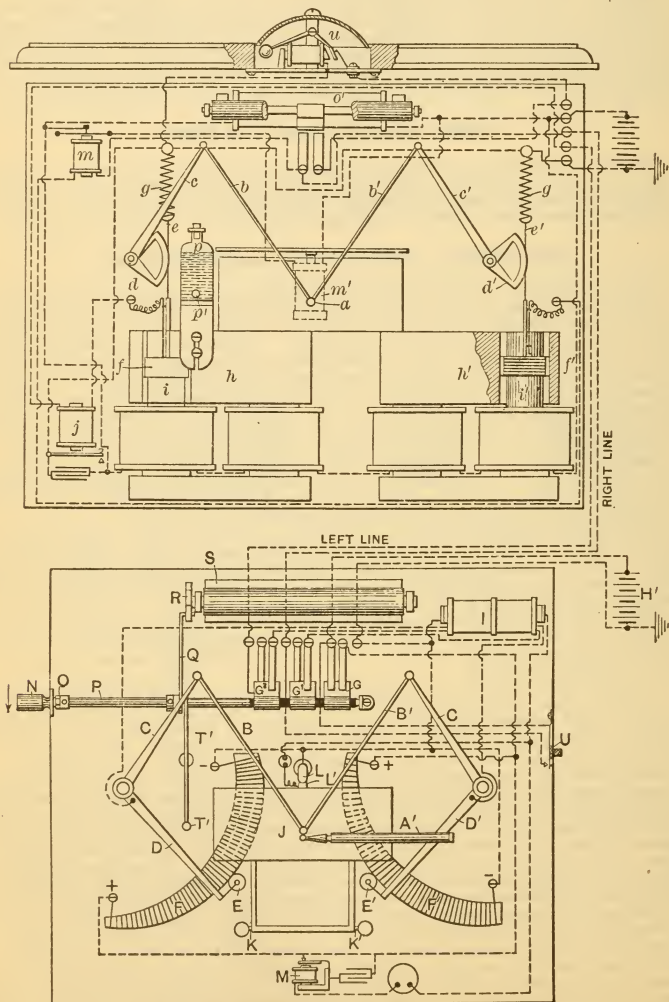 u
o'
m
g
c
b
b'
c'
g
e
e'
d
p
p'
m'
a
d'
f
i
h
h'
i'
f'
j
RIGHT LINE
LEFT LINE
S
R
I
H'
Q
N
O
P
G'
G
C
B
B'
C
U
T'
L
L'
-
+
T'
J
A'
D
D'
+
F
E
E'
F'
-
K
K
M